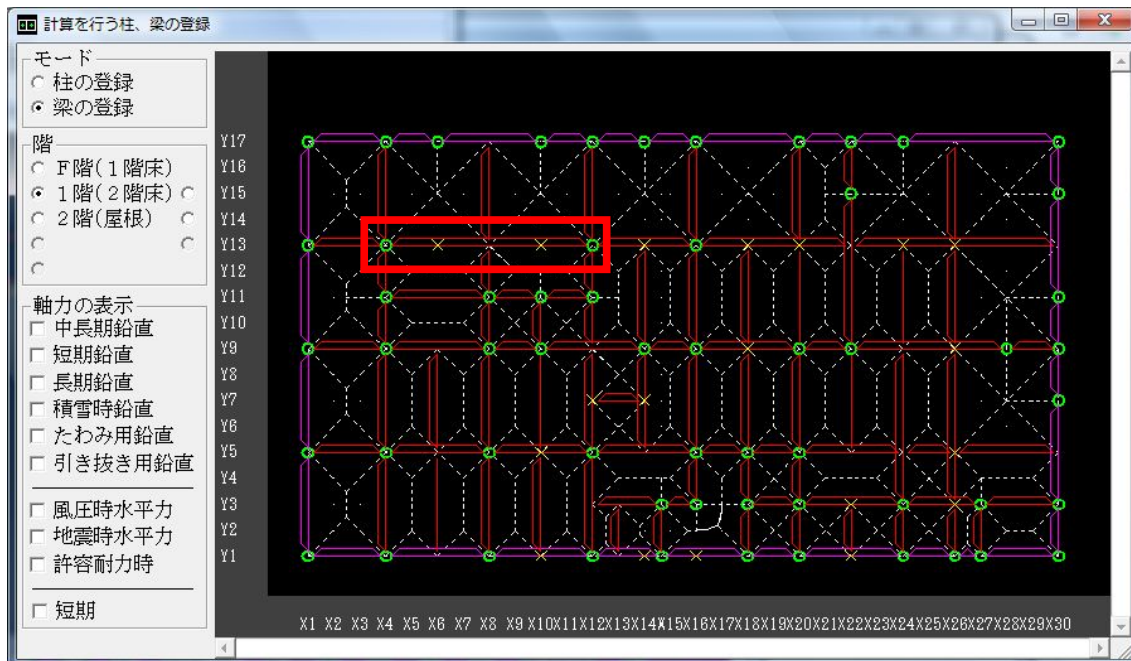 計算を行う柱、梁の登録
モード
柱の登録
梁の登録
階
F階(1階床)
1階(2階床)
2階(屋根)
軸力の表示
中長期鉛直
短期鉛直
長期鉛直
積雪時鉛直
たわみ用鉛直
引き抜き用鉛直
風圧時水平力
地震時水平力
許容耐力時
短期
Y17
Y16
Y15
Y14
Y13
Y12
Y11
Y10
Y9
Y8
Y7
Y6
Y5
Y4
Y3
Y2
Y1
X1 X2 X3 X4 X5 X6 X7 X8 X9 X10X11X12X13X14X15X16X17X18X19X20X21X22X23X24X25X26X27X28X29X30